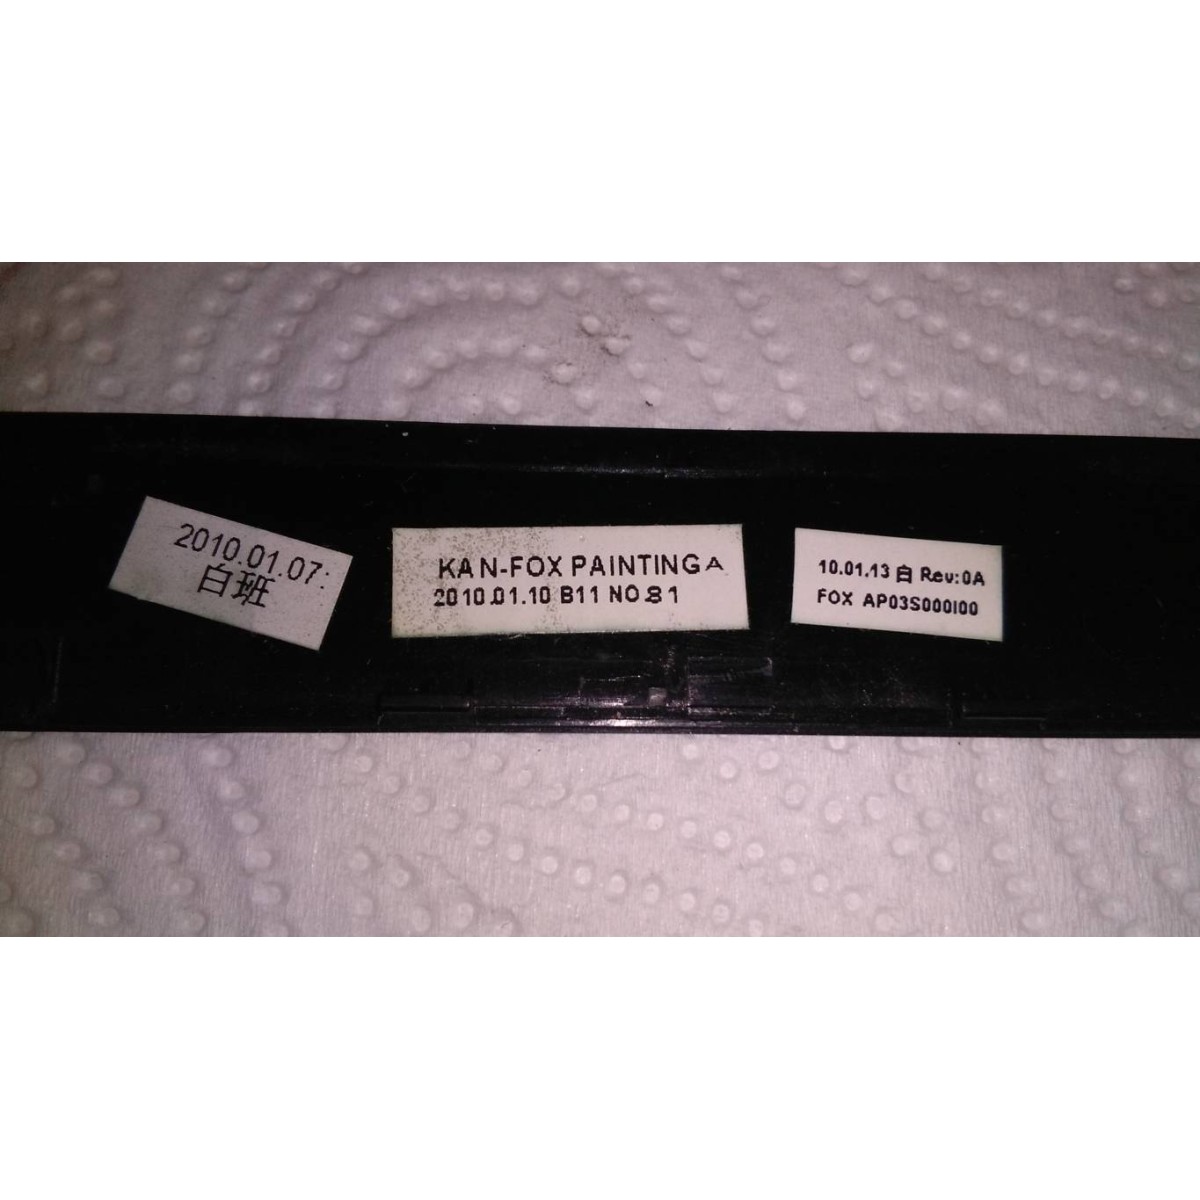 2010.01.07.
白班
KAN-FOX PAINTING A
2010.01.10 B11 NO.81
10.01.13 白 Rev:0A
FOX AP03S000I00